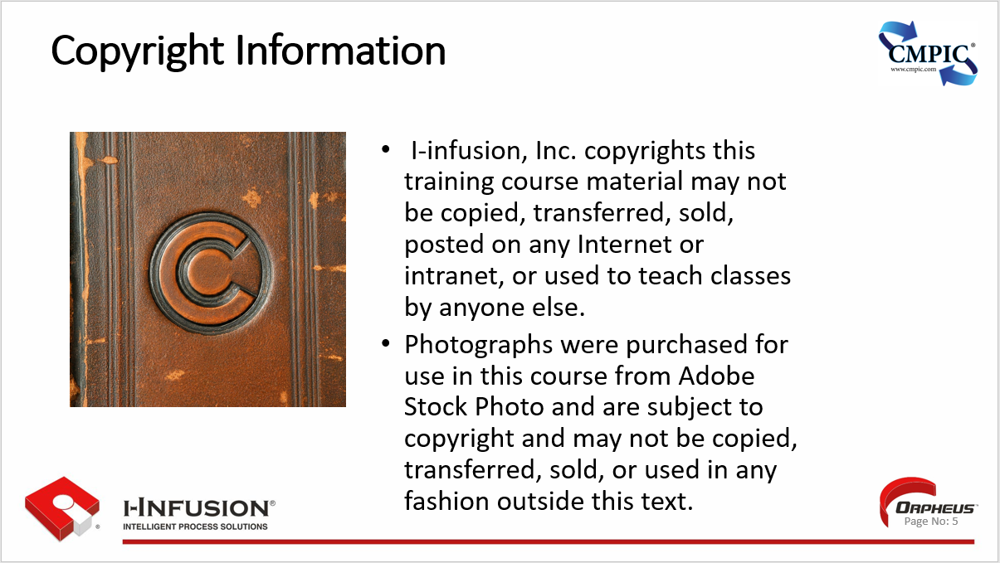 Copyright Information
CMPIC®
www.cmpic.com
• I-infusion, Inc. copyrights this
training course material may not
be copied, transferred, sold,
posted on any Internet or
intranet, or used to teach classes
by anyone else.
• Photographs were purchased for
use in this course from Adobe
Stock Photo and are subject to
copyright and may not be copied,
transferred, sold, or used in any
fashion outside this text.
®
I-INFUSION®
INTELLIGENT PROCESS SOLUTIONS
ORPHEUS™
Page No: 5